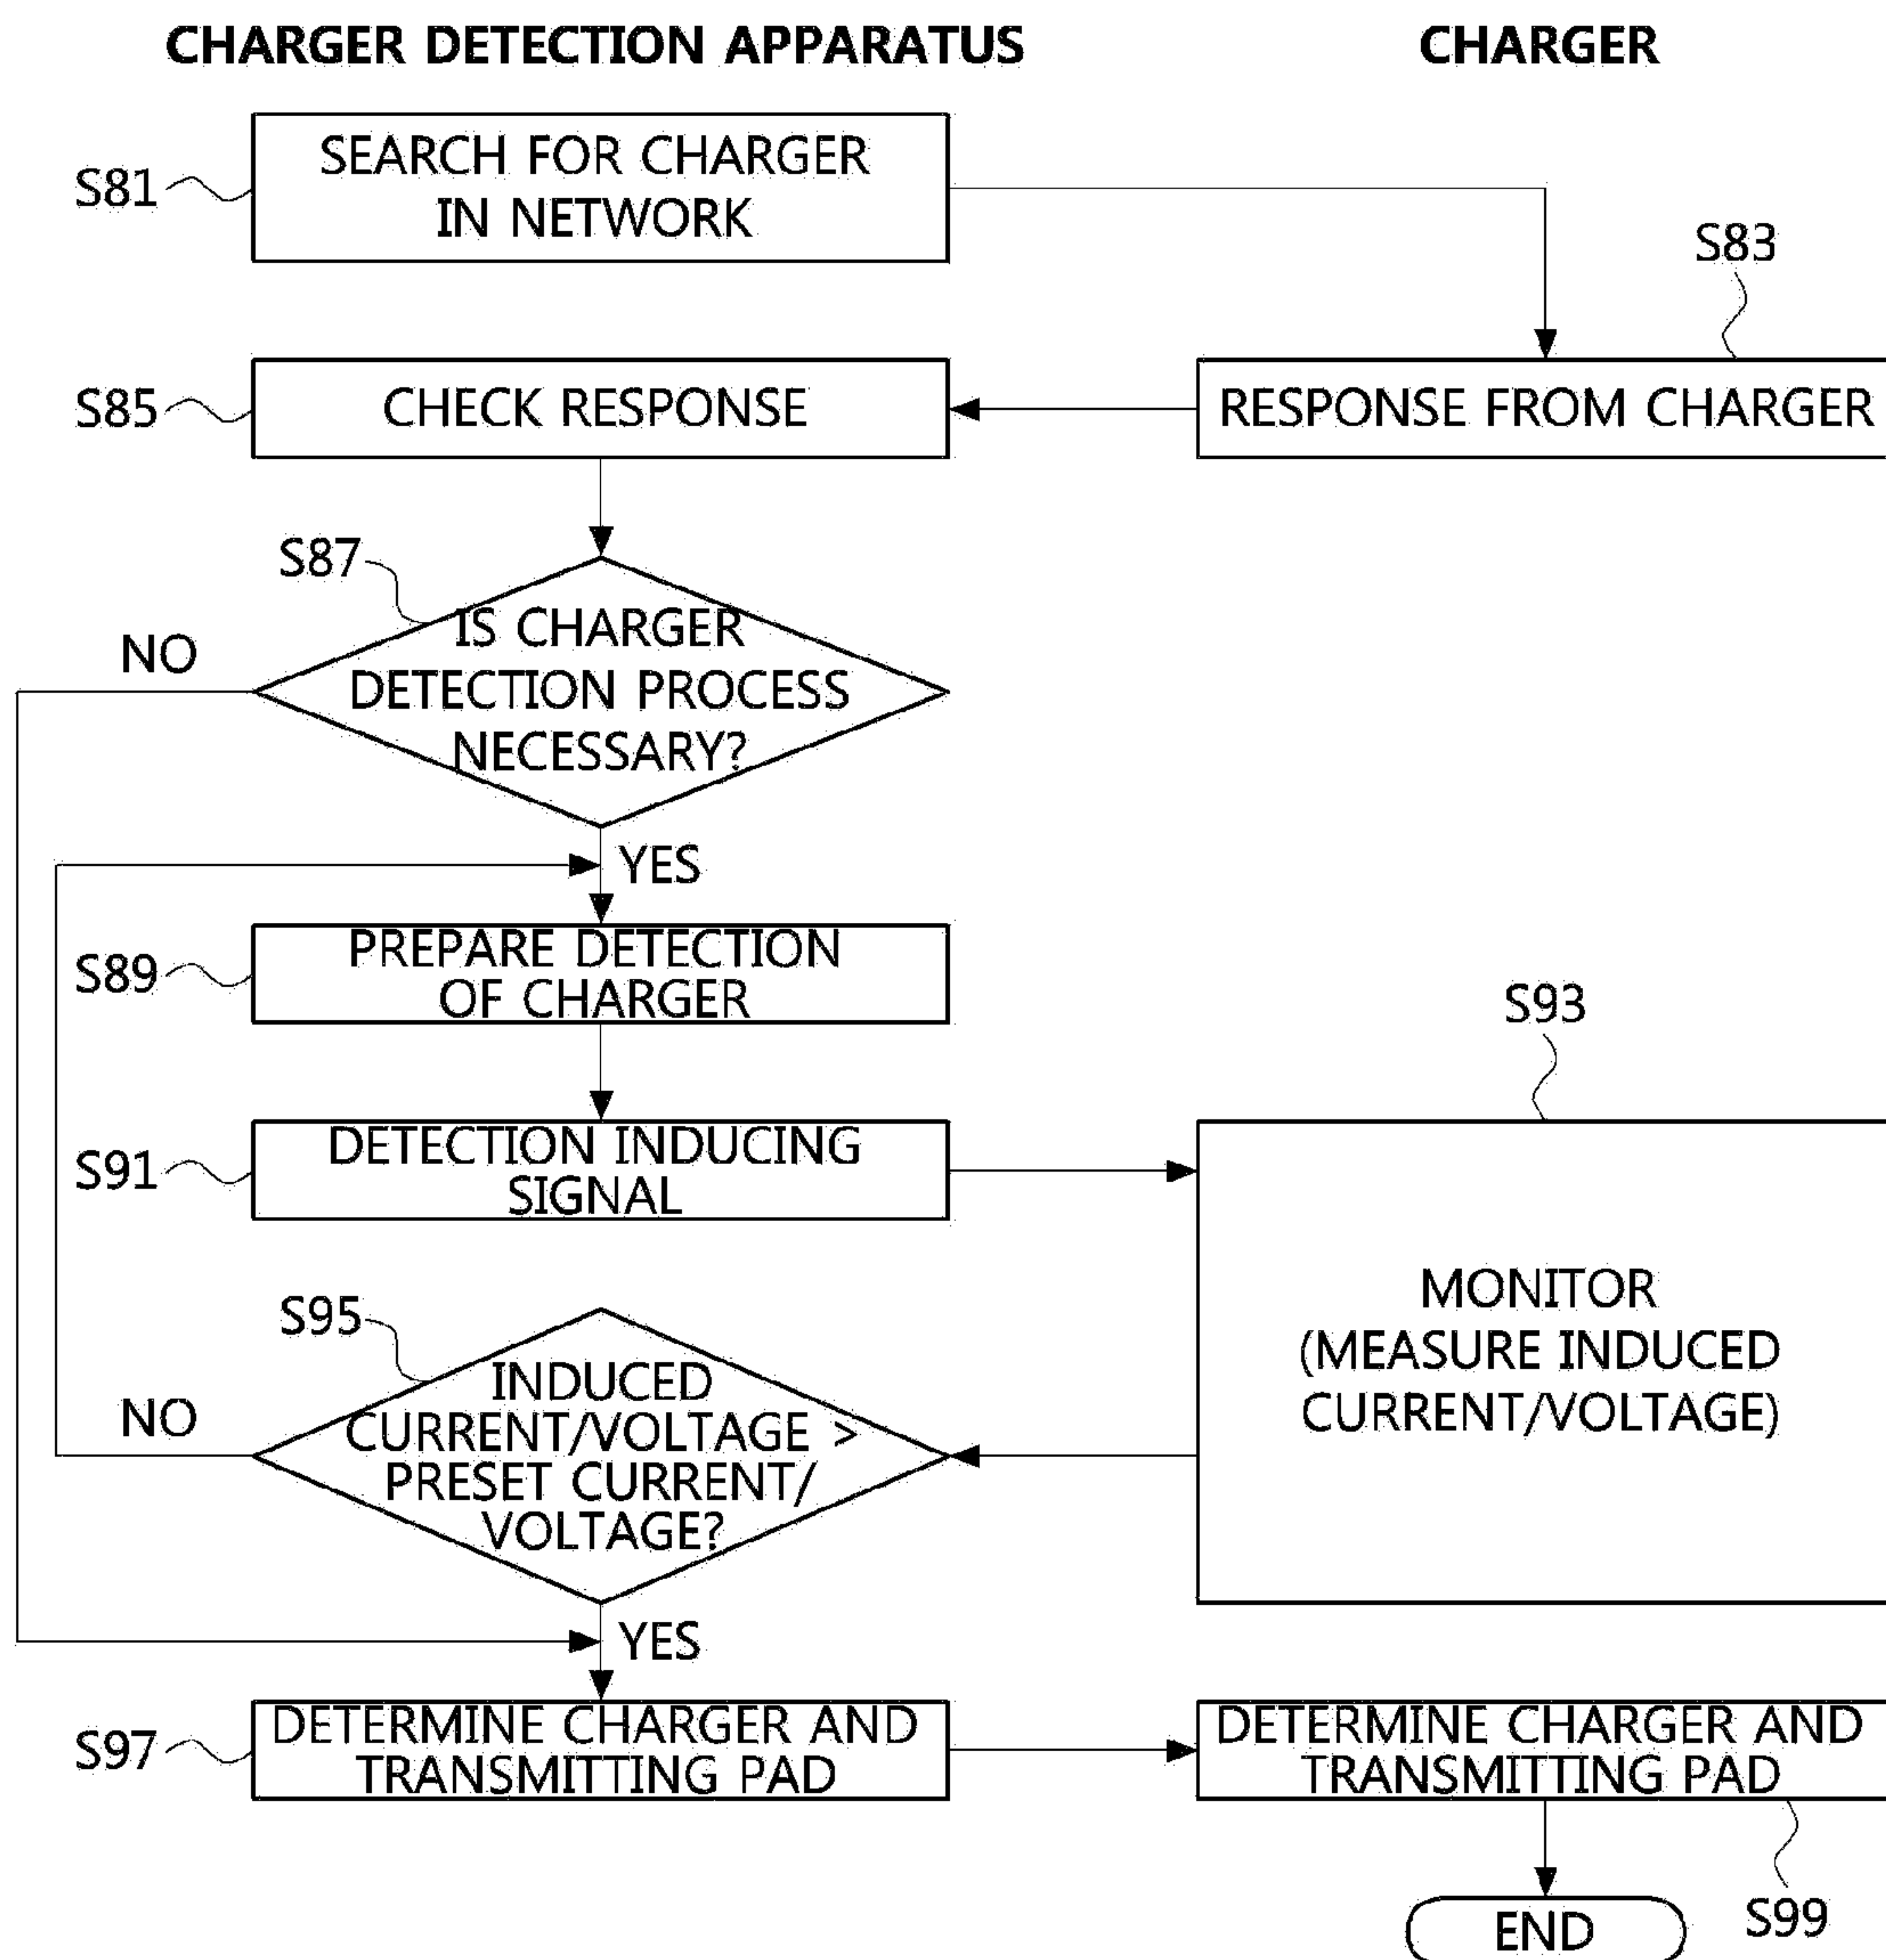 CHARGER DETECTION APPARATUS
CHARGER
S81
SEARCH FOR CHARGER
IN NETWORK
S83
S85
CHECK RESPONSE
RESPONSE FROM CHARGER
S87
IS CHARGER
DETECTION PROCESS
NECESSARY?
NO
YES
S89
PREPARE DETECTION
OF CHARGER
S91
DETECTION INDUCING
SIGNAL
S93
MONITOR
(MEASURE INDUCED
CURRENT/VOLTAGE)
S95
INDUCED
CURRENT/VOLTAGE >
PRESET CURRENT/
VOLTAGE?
NO
YES
S97
DETERMINE CHARGER AND
TRANSMITTING PAD
DETERMINE CHARGER AND
TRANSMITTING PAD
S99
END